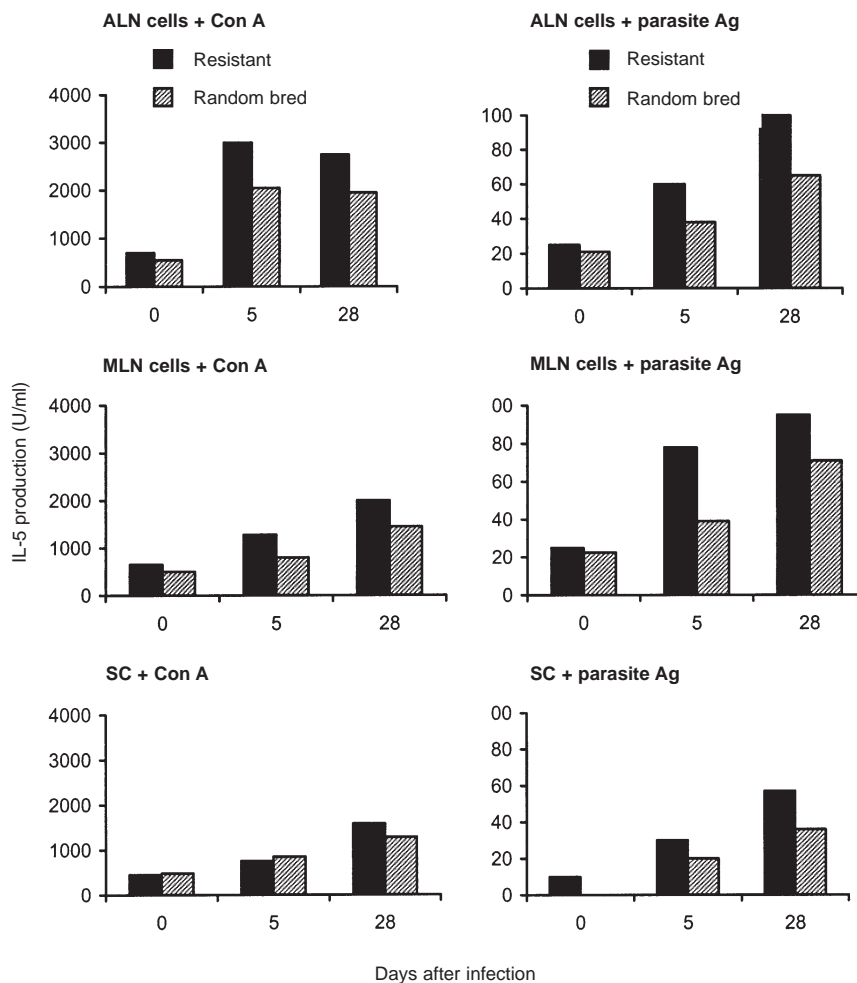 ALN cells + Con A
Resistant
Random bred
4000
3000
2000
1000
0
0 5 28
ALN cells + parasite Ag
Resistant
Random bred
100
80
60
40
20
0
0 5 28
IL-5 production (U/ml)
MLN cells + Con A
4000
3000
2000
1000
0
0 5 28
MLN cells + parasite Ag
00
80
60
40
20
0
0 5 28
SC + Con A
4000
3000
2000
1000
0
0 5 28
SC + parasite Ag
00
80
60
40
20
0
0 5 28
Days after infection